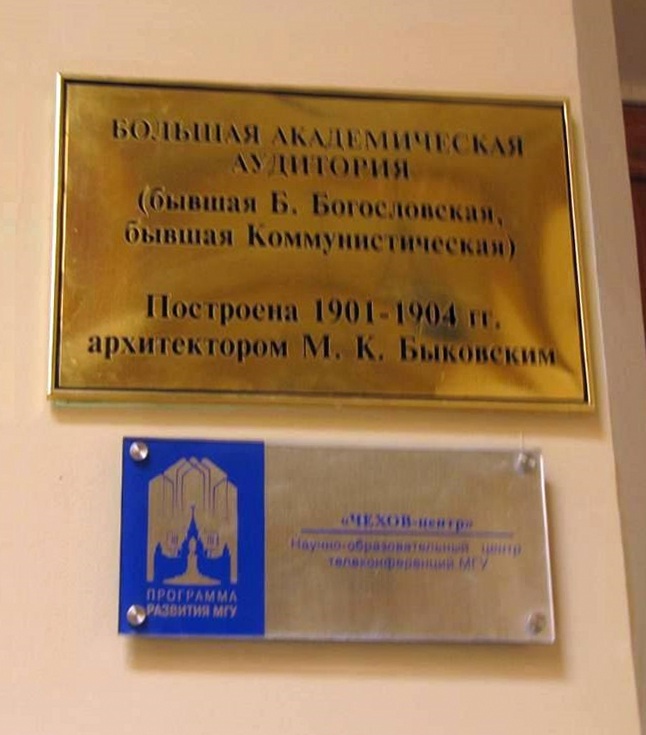 БОЛЬШАЯ АКАДЕМИЧЕСКАЯ
АУДИТОРИЯ
(бывшая Б. Богословская,
бывшая Коммунистическая)
Построена 1901-1904 гг.
архитектором М. К. Быковским
«ЧЕХОВ-центр»
Научно-образовательный центр
телеконференций МГУ
ПРОГРАММА
РАЗВИТИЯ МГУ